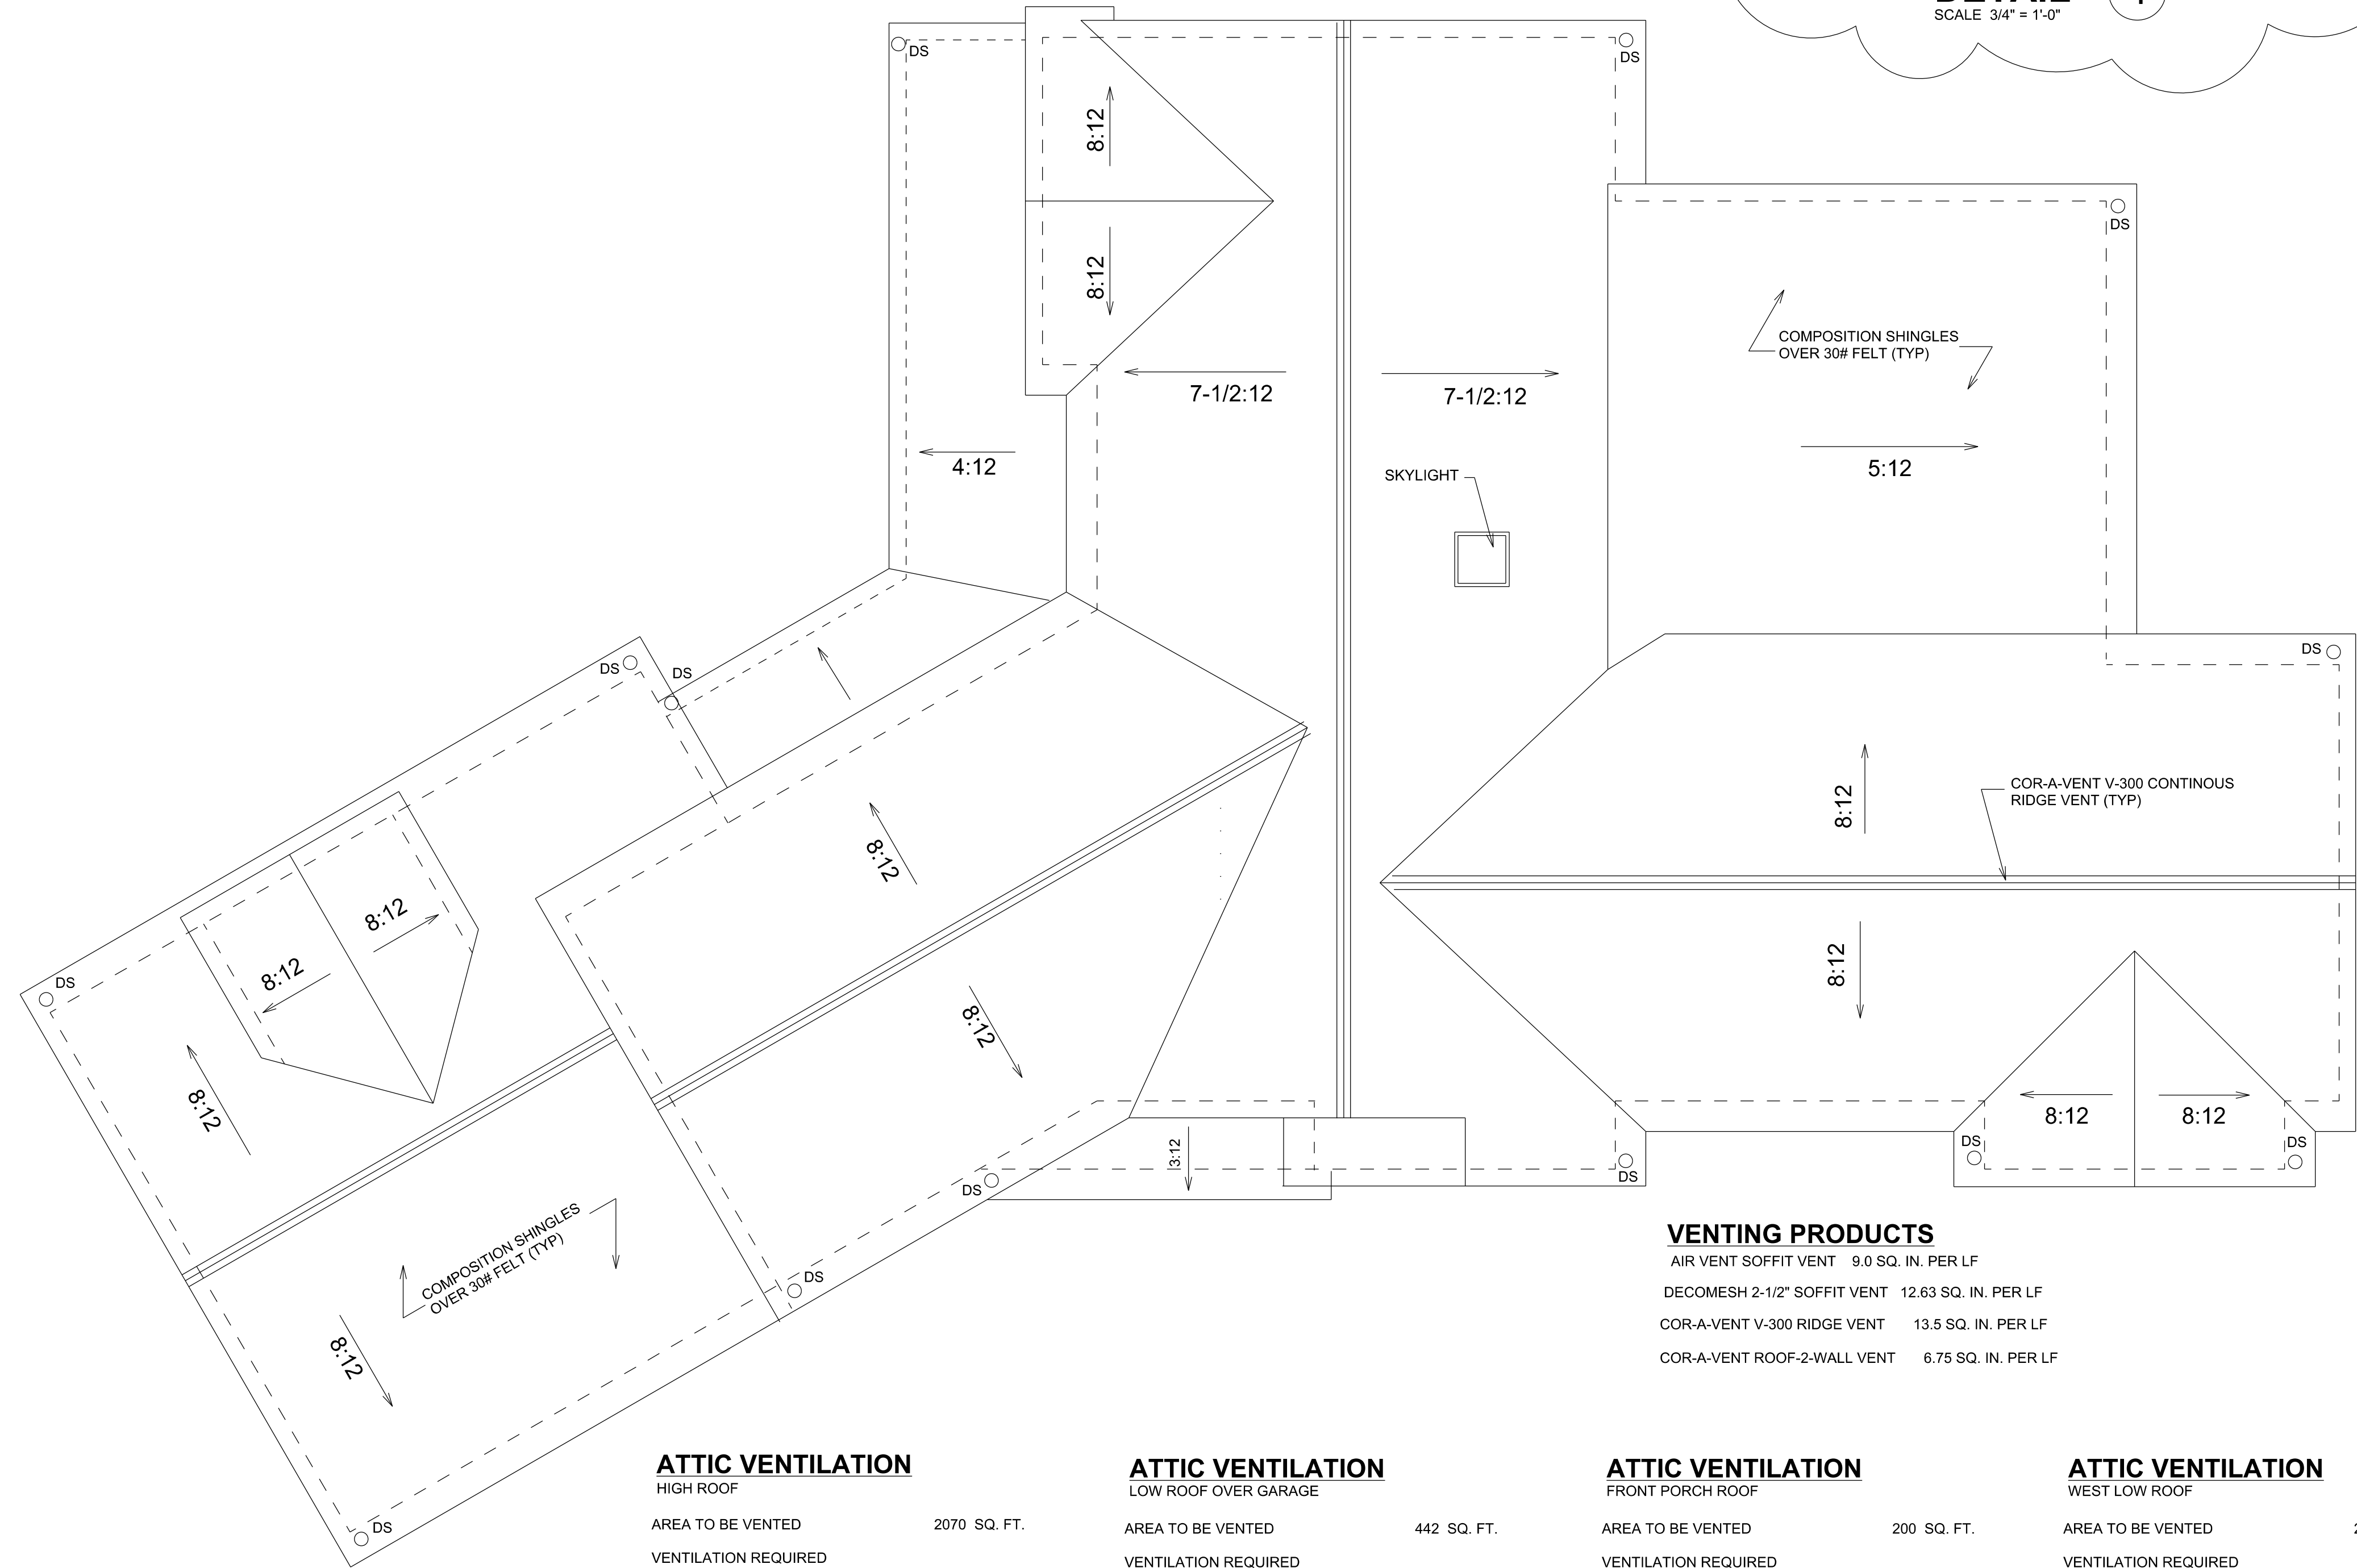 SCALE 3/4" = 1'-0"
DS
DS
DS
8:12
8:12
COMPOSITION SHINGLES
OVER 30# FELT (TYP)
7-1/2:12
7-1/2:12
4:12
5:12
SKYLIGHT
DS
DS
DS
COR-A-VENT V-300 CONTINOUS
RIDGE VENT (TYP)
8:12
8:12
8:12
8:12
DS
8:12
8:12
8:12
8:12
8:12
8:12
3:12
DS
DS
DS
DS
COMPOSITION SHINGLES
OVER 30# FELT (TYP)
DS
8:12
DS
VENTING PRODUCTS
AIR VENT SOFFIT VENT 9.0 SQ. IN. PER LF
DECOMESH 2-1/2" SOFFIT VENT 12.63 SQ. IN. PER LF
COR-A-VENT V-300 RIDGE VENT 13.5 SQ. IN. PER LF
COR-A-VENT ROOF-2-WALL VENT 6.75 SQ. IN. PER LF
ATTIC VENTILATION
HIGH ROOF
AREA TO BE VENTED 2070 SQ. FT.
VENTILATION REQUIRED
ATTIC VENTILATION
LOW ROOF OVER GARAGE
AREA TO BE VENTED 442 SQ. FT.
VENTILATION REQUIRED
ATTIC VENTILATION
FRONT PORCH ROOF
AREA TO BE VENTED 200 SQ. FT.
VENTILATION REQUIRED
ATTIC VENTILATION
WEST LOW ROOF
AREA TO BE VENTED
VENTILATION REQUIRED